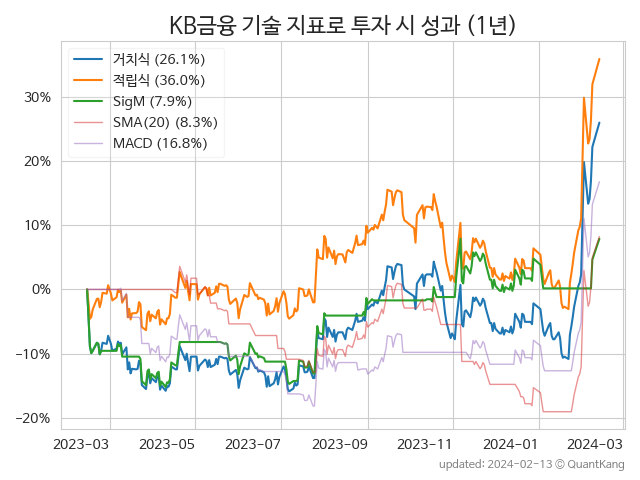 KB금융 기술 지표로 투자 시 성과 (1년)
거치식 (26.1%)
적립식 (36.0%)
SigM (7.9%)
SMA(20) (8.3%)
MACD (16.8%)
30%
20%
10%
0%
−10%
−20%
2023-03 2023-05 2023-07 2023-09 2023-11 2024-01 2024-03
updated: 2024-02-13 © QuantKang